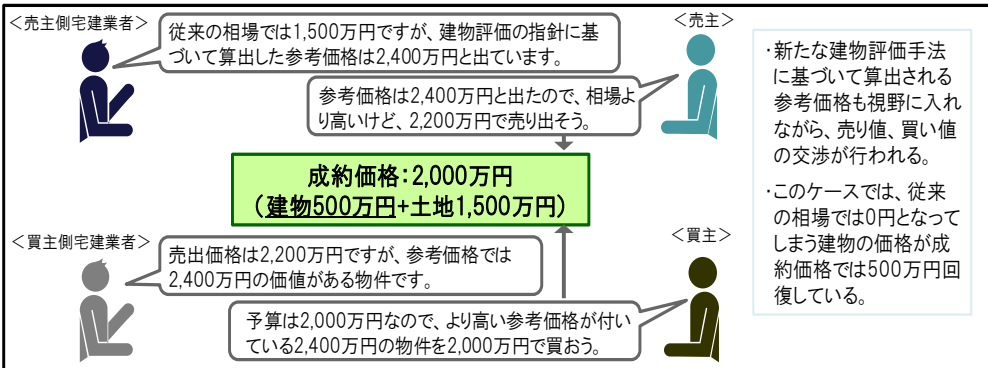 <売主側宅建業者>
従来の相場では1,500万円ですが、建物評価の指針に基
づいて算出した参考価格は2,400万円と出ています。
<売主>
参考価格は2,400万円と出たので、相場よ
り高いけど、2,200万円で売り出そう。
成約価格:2,000万円
(建物500万円+土地1,500万円)
<買主側宅建業者>
売出価格は2,200万円ですが、参考価格では
2,400万円の価値がある物件です。
<買主>
予算は2,000万円なので、より高い参考価格が付い
ている2,400万円の物件を2,000万円で買おう。
・新たな建物評価手法
に基づいて算出される
参考価格も視野に入れ
ながら、売り値、買い値
の交渉が行われる。
・このケースでは、従来
の相場では0円となって
しまう建物の価格が成
約価格では500万円回
復している。